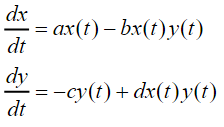 dx/dt = ax(t) − bx(t)y(t)
dy/dt = −cy(t) + dx(t)y(t)